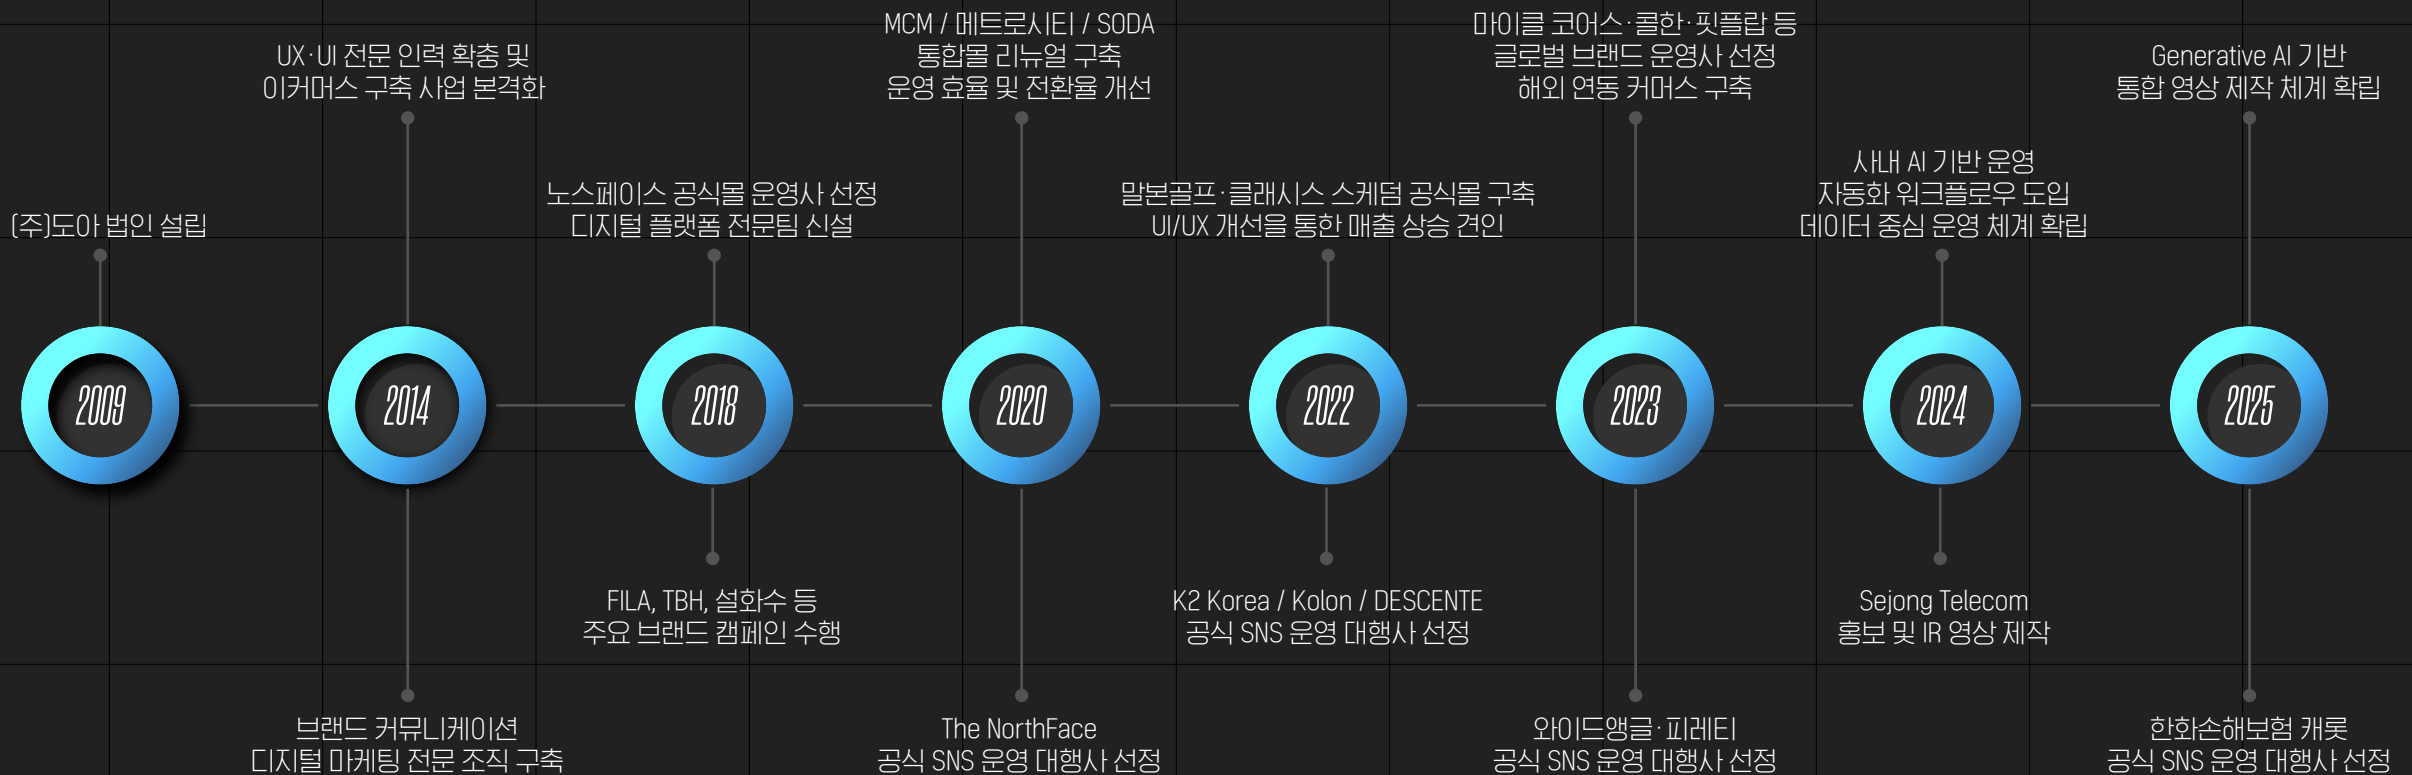 (주)도아 법인 설립
2009
UX·UI 전문 인력 확충 및
이커머스 구축 사업 본격화
2014
브랜드 커뮤니케이션
디지털 마케팅 전문 조직 구축
노스페이스 공식몰 운영사 선정
디지털 플랫폼 전문팀 신설
2018
FILA, TBH, 설화수 등
주요 브랜드 캠페인 수행
MCM / 메트로시티 / SODA
통합몰 리뉴얼 구축
운영 효율 및 전환율 개선
2020
The NorthFace
공식 SNS 운영 대행사 선정
말본골프·클래시스 스케덤 공식몰 구축
UI/UX 개선을 통한 매출 상승 견인
2022
K2 Korea / Kolon / DESCENTE
공식 SNS 운영 대행사 선정
마이클 코어스·콜한·핏플랍 등
글로벌 브랜드 운영사 선정
해외 연동 커머스 구축
2023
와이드앵글·피레티
공식 SNS 운영 대행사 선정
사내 AI 기반 운영
자동화 워크플로우 도입
데이터 중심 운영 체계 확립
2024
Sejong Telecom
홍보 및 IR 영상 제작
Generative AI 기반
통합 영상 제작 체계 확립
2025
한화손해보험 캐롯
공식 SNS 운영 대행사 선정